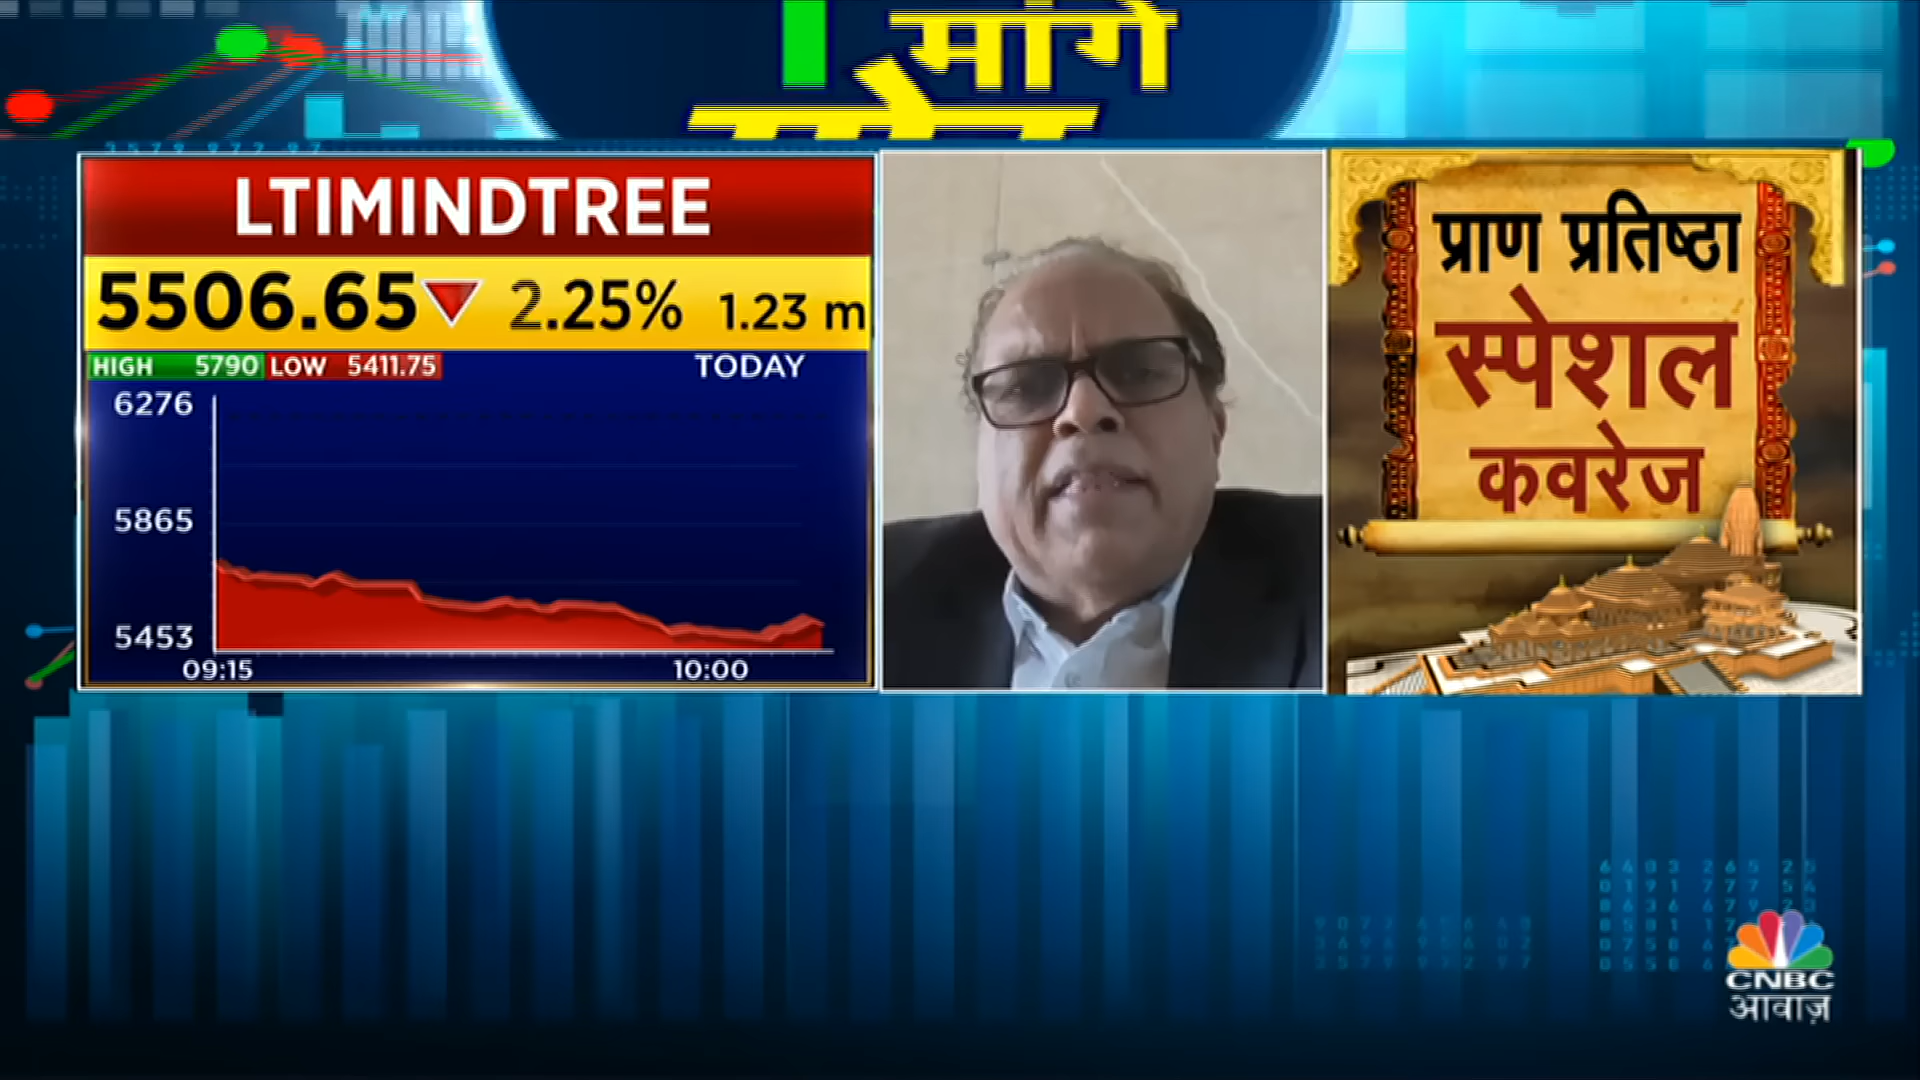 मांगे
LTIMINDTREE
5506.65 2.25% 1.23 m
HIGH 5790 LOW 5411.75 TODAY
6276
5865
5453
09:15 10:00
प्राण प्रतिष्ठा
स्पेशल
कवरेज
CNBC
आवाज़